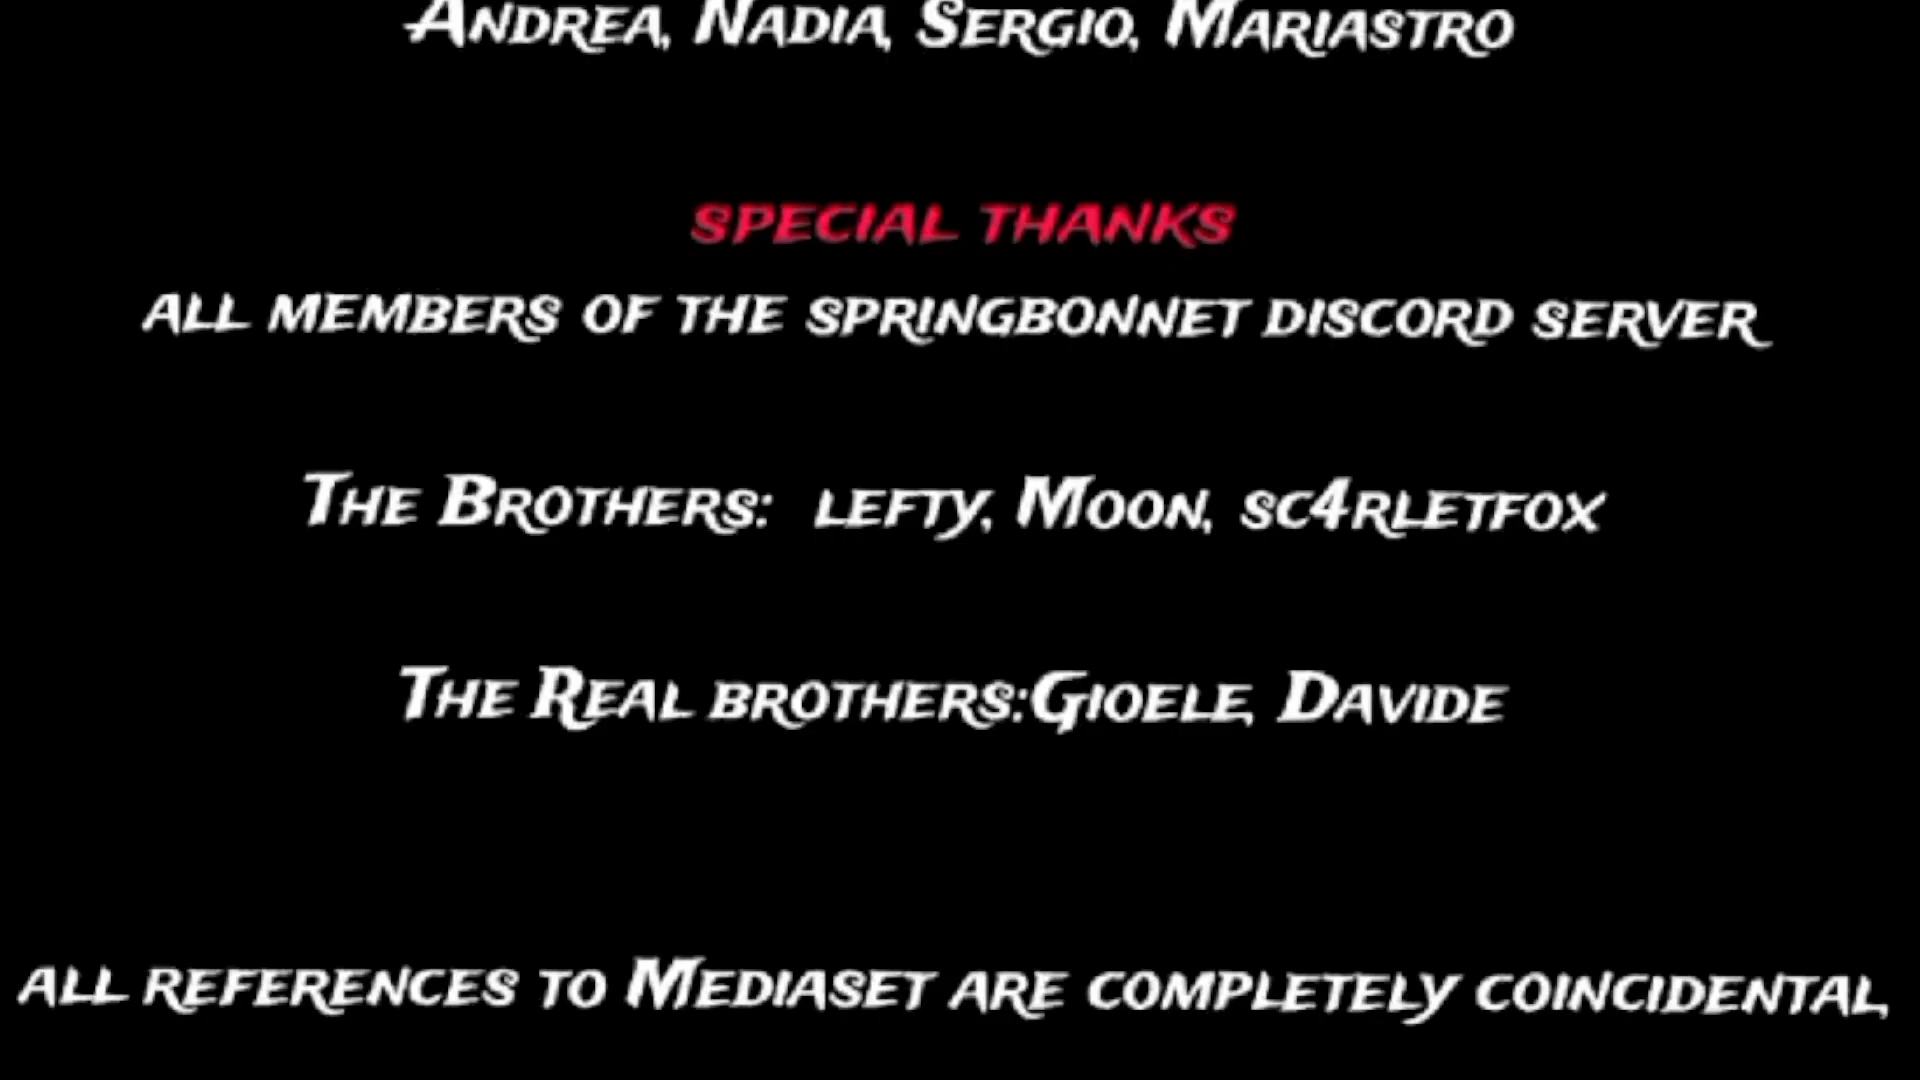 Andrea, Nadia, Sergio, Mariastro
special thanks
all members of the springbonnet discord server
The Brothers: lefty, Moon, sc4rletfox
The Real brothers:Gioele, Davide
all references to Mediaset are completely coincidental,